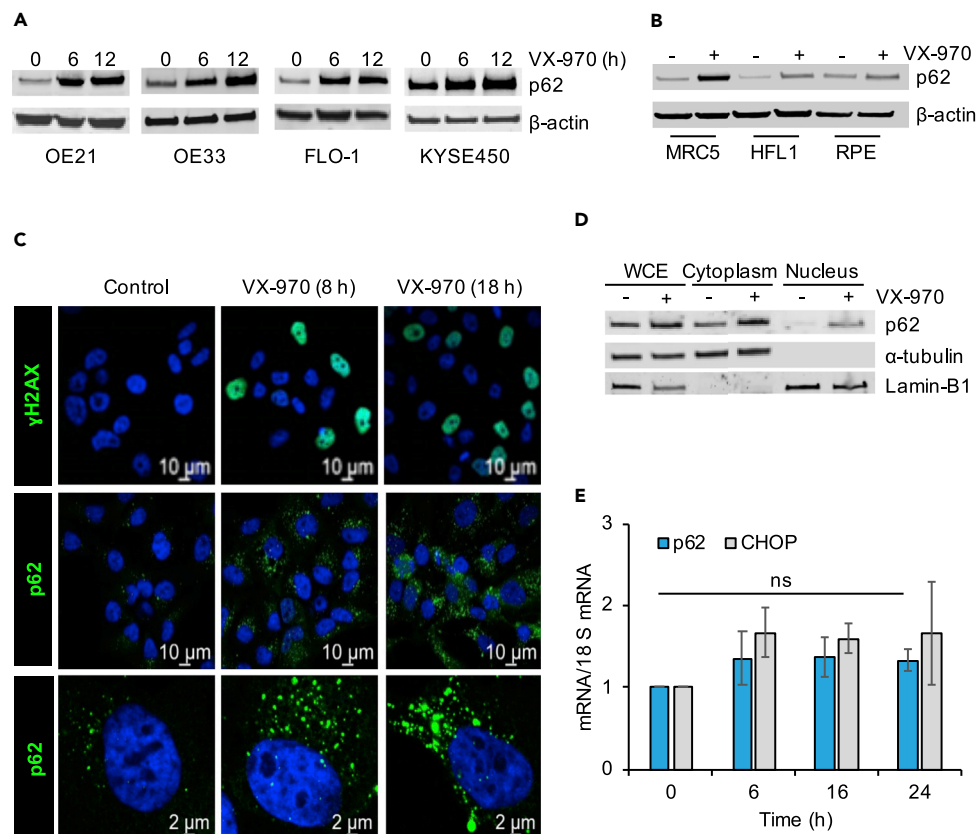 A
0 6 12 0 6 12 0 6 12 0 6 12 VX-970 (h)
p62
β-actin
OE21 OE33 FLO-1 KYSE450
B
- + - + - + VX-970
p62
β-actin
MRC5 HFL1 RPE
C
Control VX-970 (8 h) VX-970 (18 h)
γH2AX
10 µm 10 µm 10 µm
p62
10 µm 10 µm 10 µm
p62
2 µm 2 µm 2 µm
D
WCE Cytoplasm Nucleus
- + - + - + VX-970
p62
α-tubulin
Lamin-B1
E
3
p62 CHOP
ns
2
1
0
mRNA/18 S mRNA
0 6 16 24
Time (h)